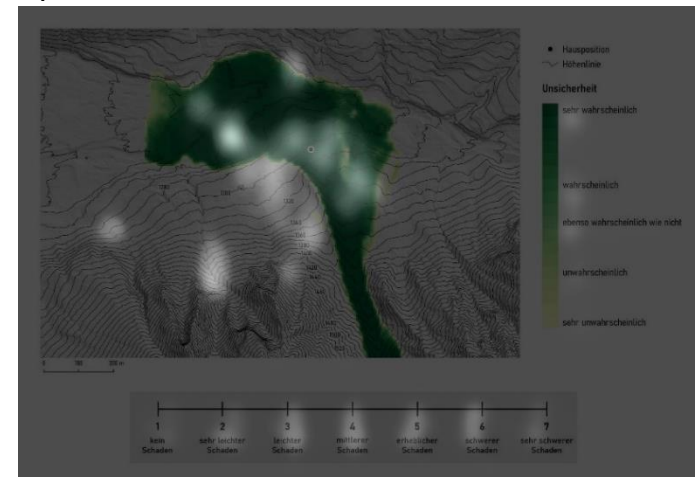 Hausposition
Höhenlinie
Unsicherheit
sehr wahrscheinlich
wahrscheinlich
ebenso wahrscheinlich wie nicht
unwahrscheinlich
sehr unwahrscheinlich
1 2 3 4 5 6 7
kein sehr leichter leichter mittlerer erheblicher schwerer sehr schwerer
Schaden Schaden Schaden Schaden Schaden Schaden Schaden